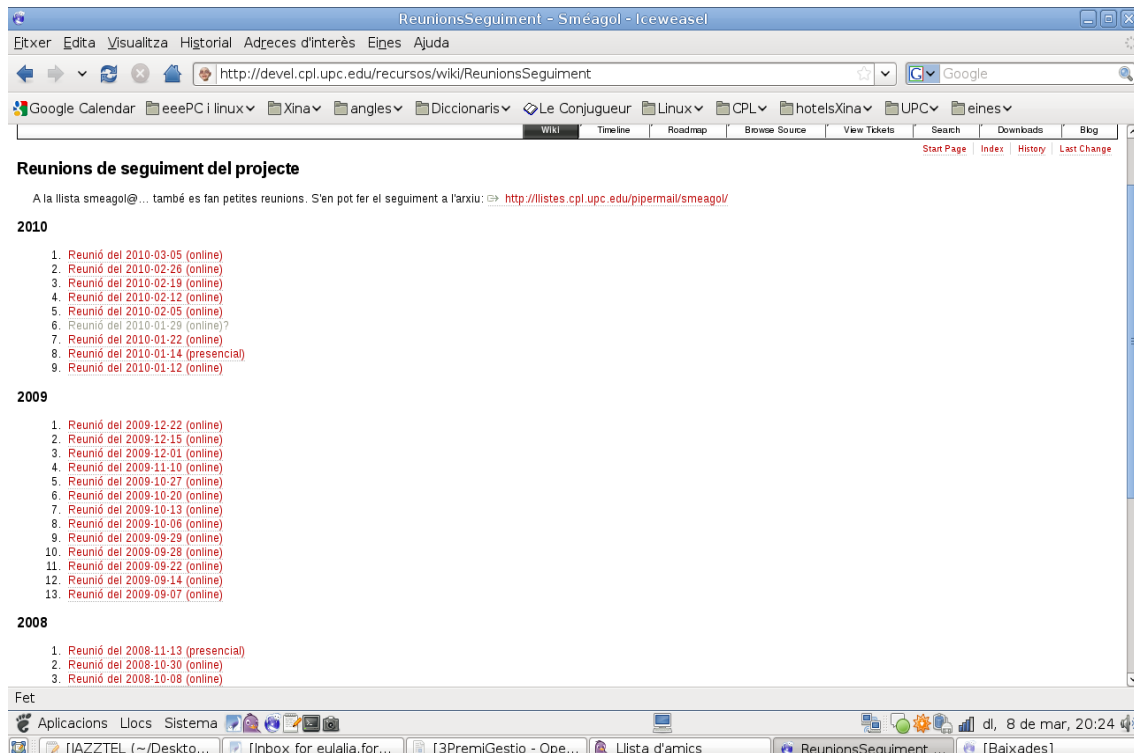 ReunionsSeguiment - Sméagol - Iceweasel
Fitxer Edita Visualitza Historial Adreces d'interès Eines Ajuda
http://devel.cpl.upc.edu/recursos/wiki/ReunionsSeguiment
Google
Google Calendar eeePC i linux Xina angles Diccionaris Le Conjugueur Linux CPL hotelsXina UPC eines
Wiki Timeline Roadmap Browse Source View Tickets Search Downloads Blog
Start Page Index History Last Change
Reunions de seguiment del projecte
A la llista smeagol@... també es fan petites reunions. S'en pot fer el seguiment a l'arxiu: http://llistes.cpl.upc.edu/pipermail/smeagol/
2010
1. Reunió del 2010-03-05 (online)
2. Reunió del 2010-02-26 (online)
3. Reunió del 2010-02-19 (online)
4. Reunió del 2010-02-12 (online)
5. Reunió del 2010-02-05 (online)
6. Reunió del 2010-01-29 (online)?
7. Reunió del 2010-01-22 (online)
8. Reunió del 2010-01-14 (presencial)
9. Reunió del 2010-01-12 (online)
2009
1. Reunió del 2009-12-22 (online)
2. Reunió del 2009-12-15 (online)
3. Reunió del 2009-12-01 (online)
4. Reunió del 2009-11-10 (online)
5. Reunió del 2009-10-27 (online)
6. Reunió del 2009-10-20 (online)
7. Reunió del 2009-10-13 (online)
8. Reunió del 2009-10-06 (online)
9. Reunió del 2009-09-29 (online)
10. Reunió del 2009-09-28 (online)
11. Reunió del 2009-09-22 (online)
12. Reunió del 2009-09-14 (online)
13. Reunió del 2009-09-07 (online)
2008
1. Reunió del 2008-11-13 (presencial)
2. Reunió del 2008-10-30 (online)
3. Reunió del 2008-10-08 (online)
Fet
Aplicacions Llocs Sistema dl, 8 de mar, 20:24
[JAZZTEL (~/Deskto... [Inbox for eulalia.for... [3PremiGestio - Ope... Llista d'amics ReunionsSeguiment ... [Baixades]